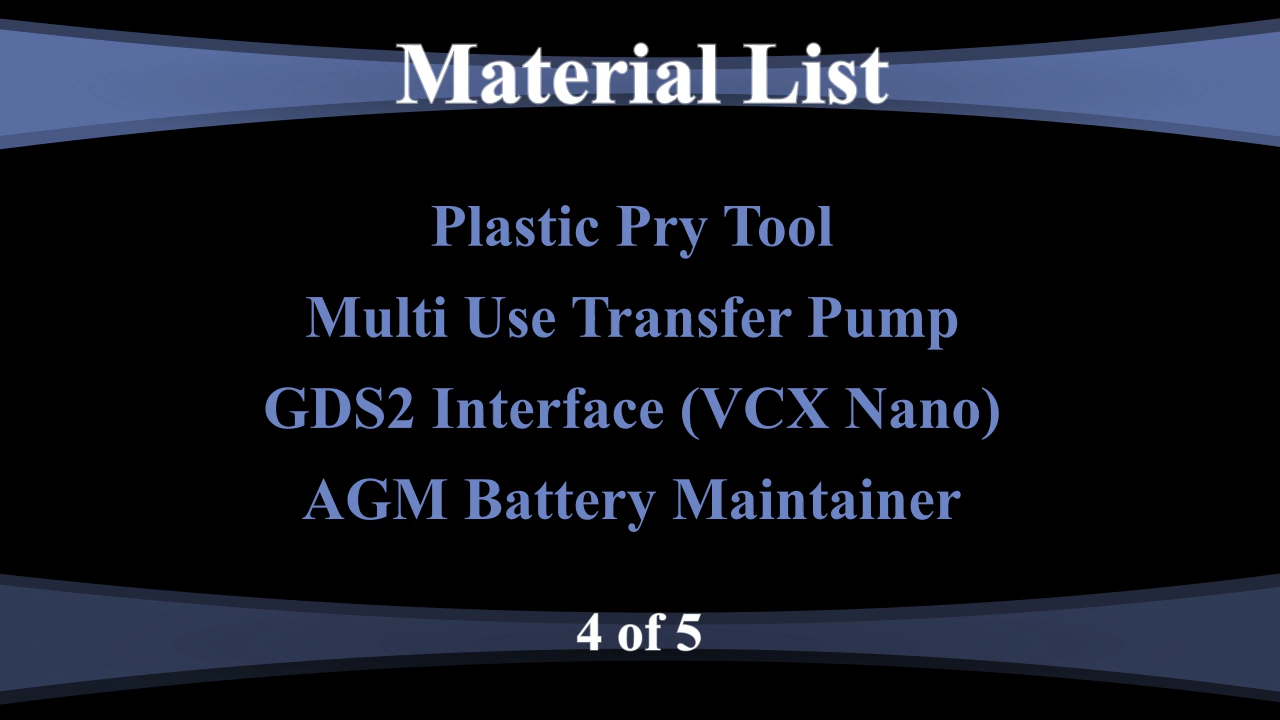 Material List
Plastic Pry Tool
Multi Use Transfer Pump
GDS2 Interface (VCX Nano)
AGM Battery Maintainer
4 of 5